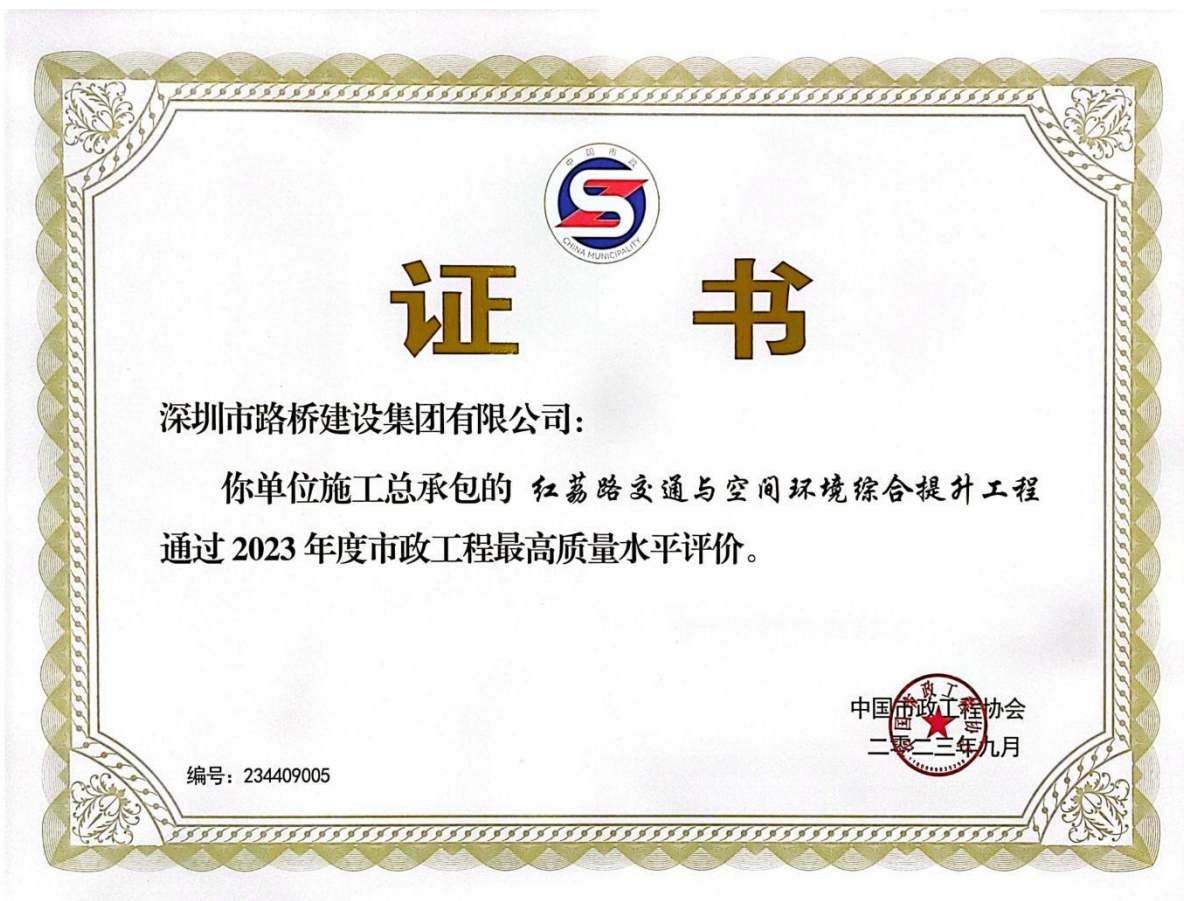 中国市政
CHINA MUNICIPALITY
证 书
深圳市路桥建设集团有限公司：
你单位施工总承包的 红荔路交通与空间环境综合提升工程
通过 2023 年度市政工程最高质量水平评价。
中国市政工程协会
二零二三年九月
编号：234409005